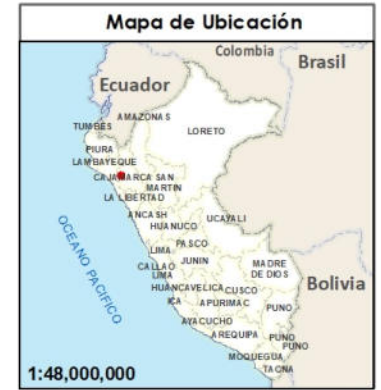 Mapa de Ubicación
Colombia
Brasil
Ecuador
AMAZONAS
TUMBES
LORETO
PIURA
LAMBAYEQUE
CAJAMARCA SAN
MARTIN
LA LIBERTAD
ANCASH
UCAYALI
HUANUCO
OCEANO PACIFICO
PASCO
LIMA
JUNIN
CALLAO
LIMA
MADRE
DE DIOS
Bolivia
HUANCAVELICA CUSCO
ICA
APURIMAC
PUNO
AYACUCHO
AREQUIPA
PUNO
PUNO
MOQUEGUA
TACNA
1:48,000,000